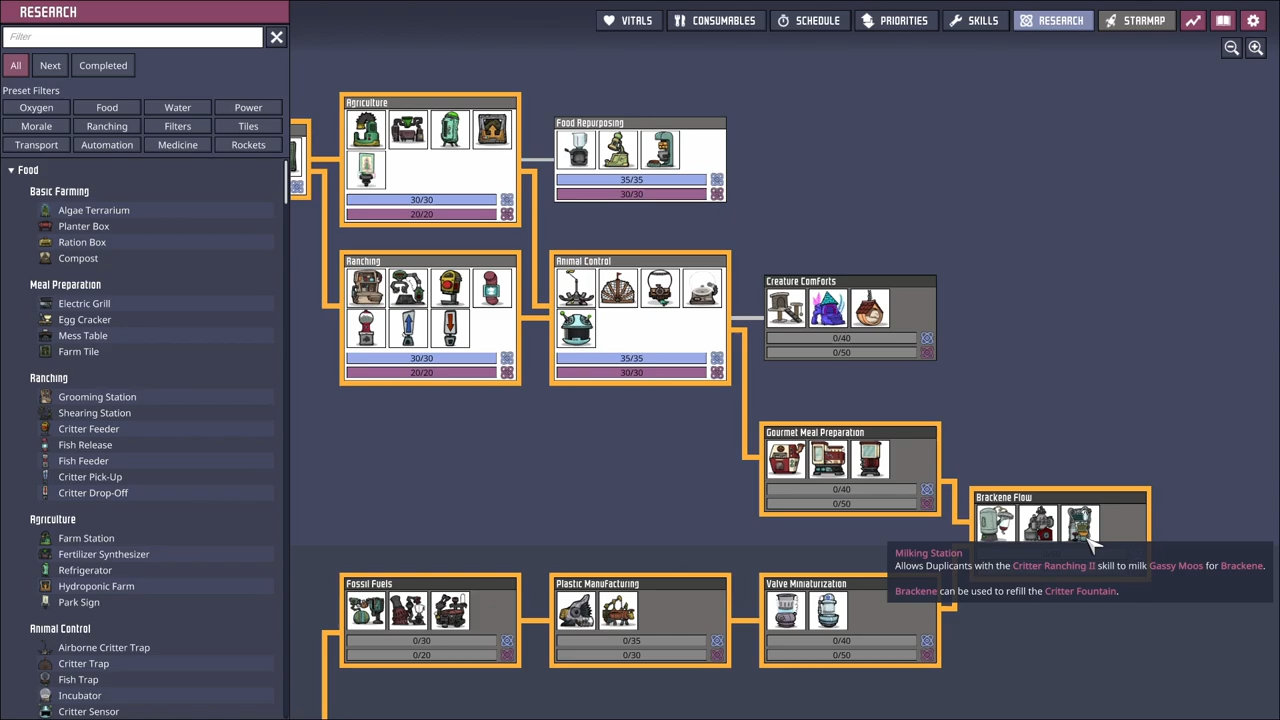 RESEARCH
Filter
All
Next
Completed
Preset Filters
Oxygen
Food
Water
Power
Morale
Ranching
Filters
Tiles
Transport
Automation
Medicine
Rockets
Food
Basic Farming
Algae Terrarium
Planter Box
Ration Box
Compost
Meal Preparation
Electric Grill
Egg Cracker
Mess Table
Farm Tile
Ranching
Grooming Station
Shearing Station
Critter Feeder
Fish Release
Fish Feeder
Critter Pick-Up
Critter Drop-Off
Agriculture
Farm Station
Fertilizer Synthesizer
Refrigerator
Hydroponic Farm
Park Sign
Animal Control
Airborne Critter Trap
Critter Trap
Fish Trap
Incubator
Critter Sensor
VITALS
CONSUMABLES
SCHEDULE
PRIORITIES
SKILLS
RESEARCH
STARMAP
Agriculture
30/30
20/20
Food Repurposing
35/35
30/30
Ranching
30/30
20/20
Animal Control
35/35
30/30
Creature Comforts
0/40
0/50
Gourmet Meal Preparation
0/40
0/50
Brackene Flow
Milking Station
Allows Duplicants with the Critter Ranching II skill to milk Gassy Moos for Brackene.
Brackene can be used to refill the Critter Fountain.
Fossil Fuels
0/30
0/20
Plastic Manufacturing
0/35
0/30
Valve Miniaturization
0/40
0/50